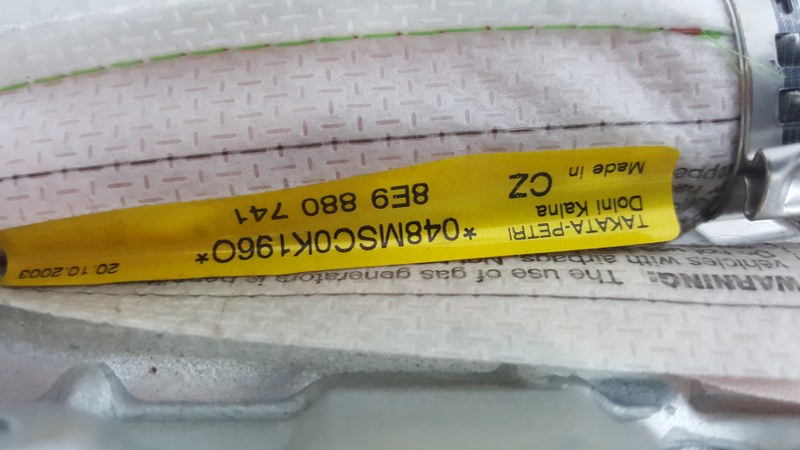 TAKATA-PETRI
Dolni Kalna
Made in CZ
*048MSC0K196O*
8E9 880 741
20.10.2003
WARNING: The use of gas generators is
vehicles with airbags.